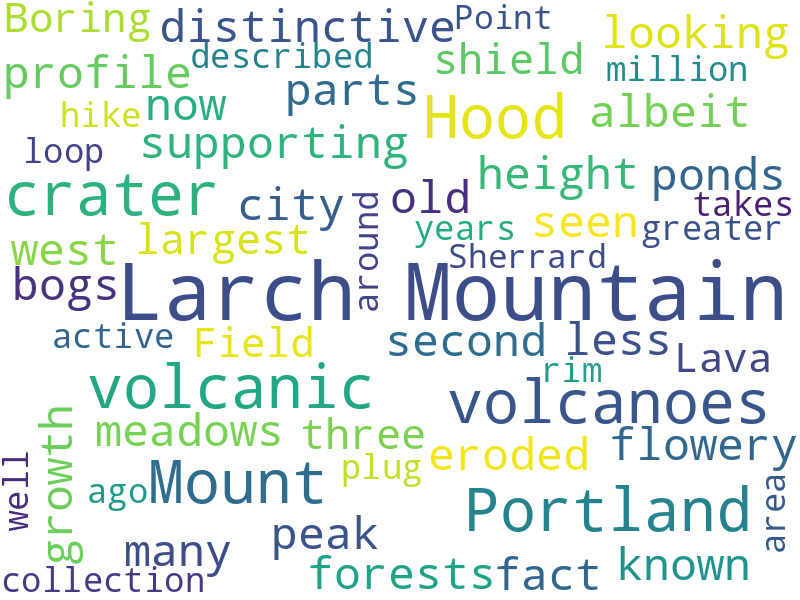 Boring distinctive Point looking
profile described shield million
hike now parts Hood albeit
loop supporting height ponds
crater city old takes
west largest around years seen greater
bogs Larch Mountain Sherrard
active Field second less Lava
volcanic volcanoes rim
growth meadows three eroded flowery
well ago Mount plug Portland area
many peak known
collection forests fact